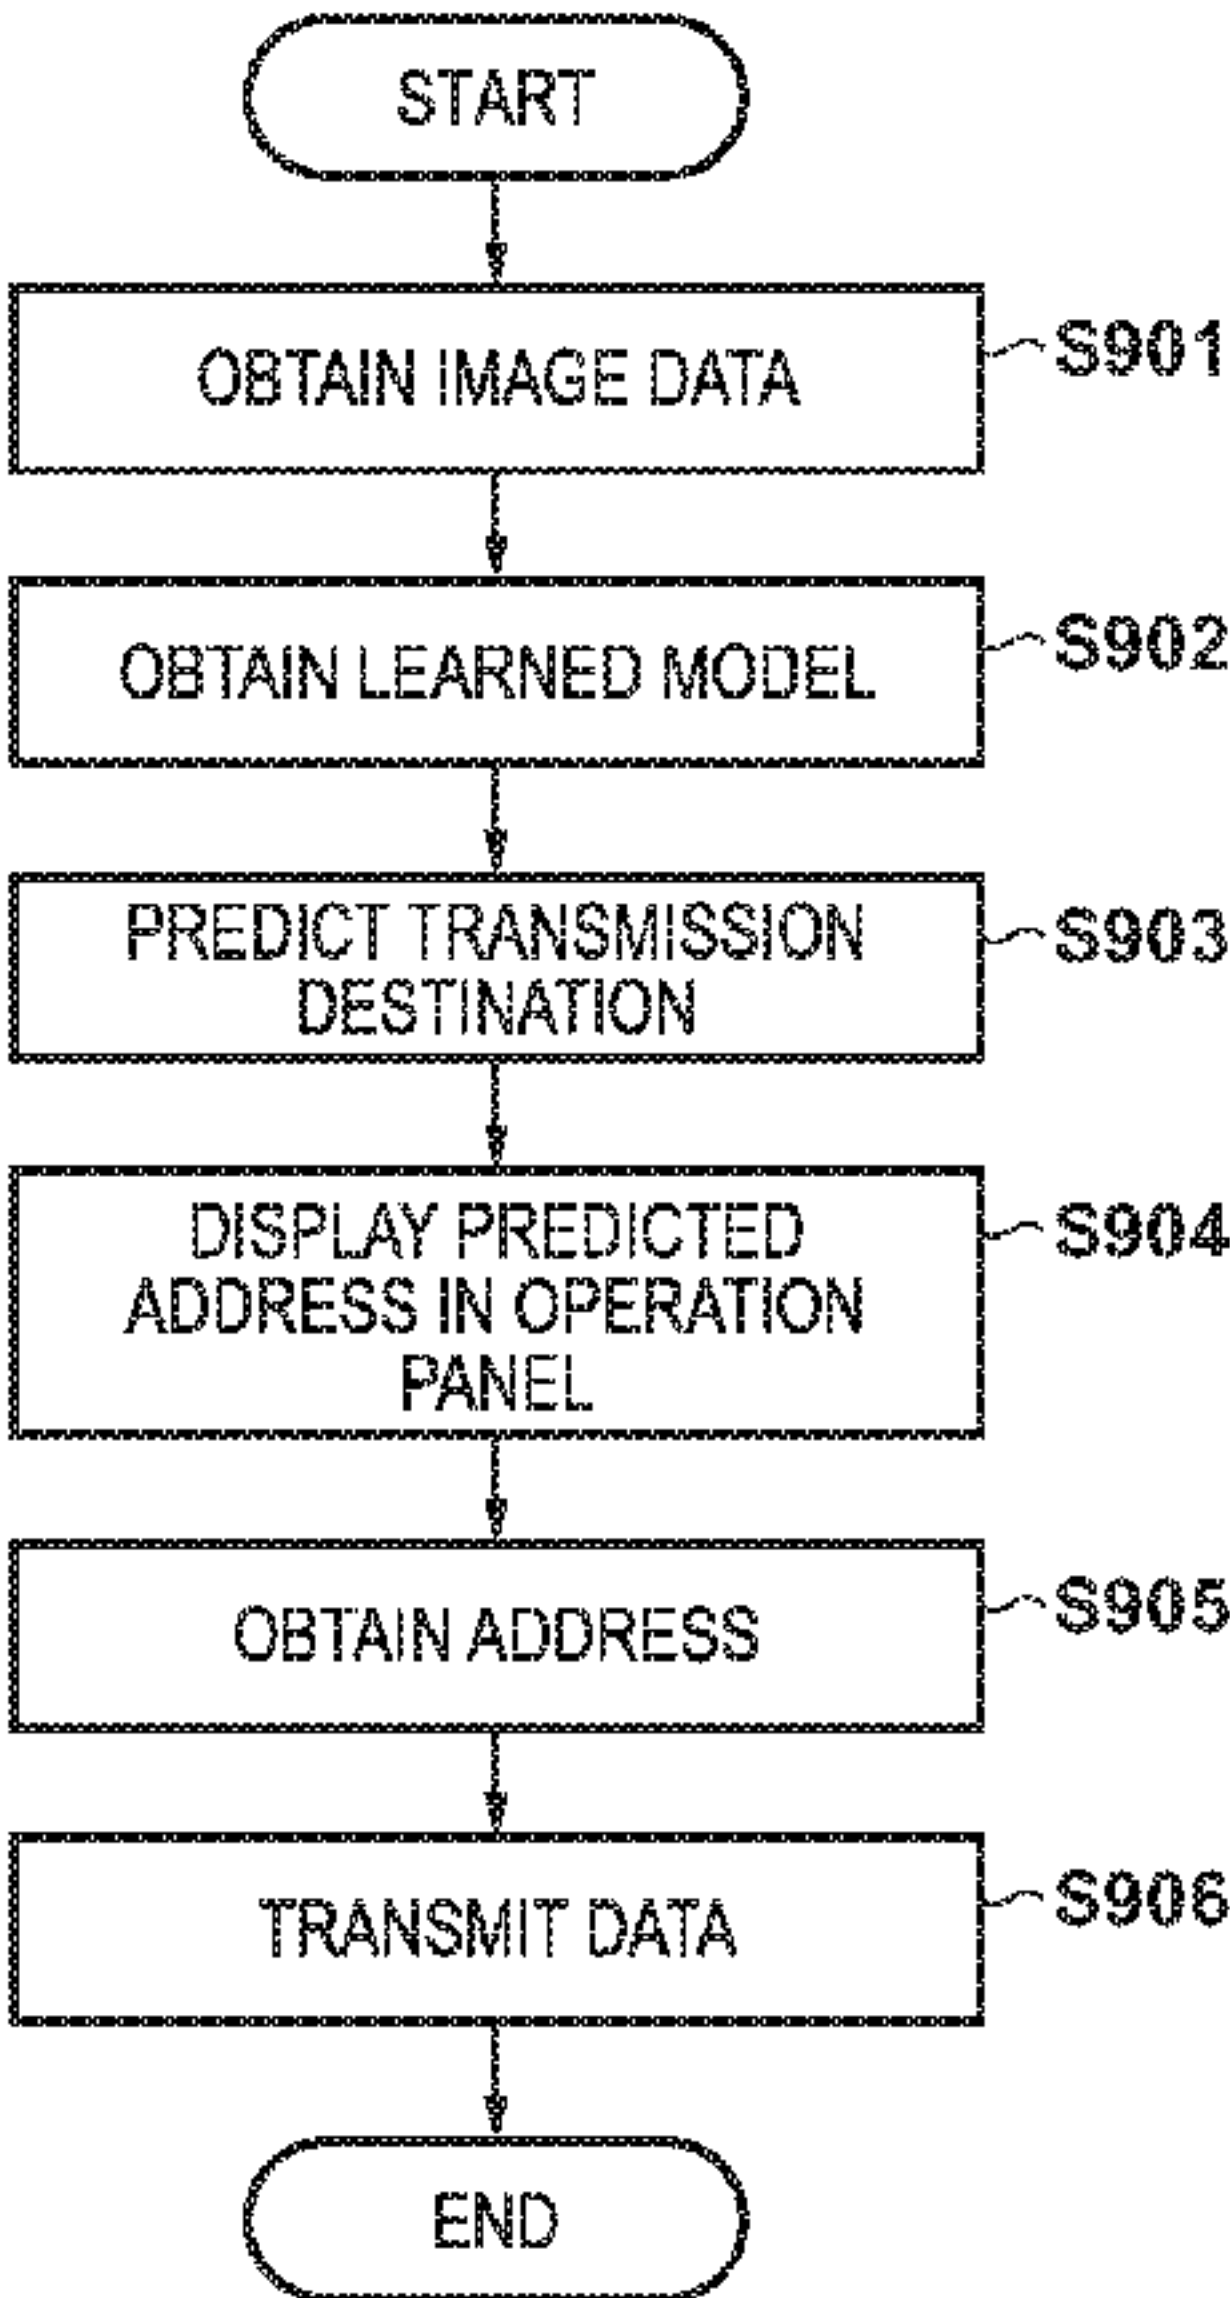 START
OBTAIN IMAGE DATA
S901
OBTAIN LEARNED MODEL
S902
PREDICT TRANSMISSION
DESTINATION
S903
DISPLAY PREDICTED
ADDRESS IN OPERATION
PANEL
S904
OBTAIN ADDRESS
S905
TRANSMIT DATA
S906
END